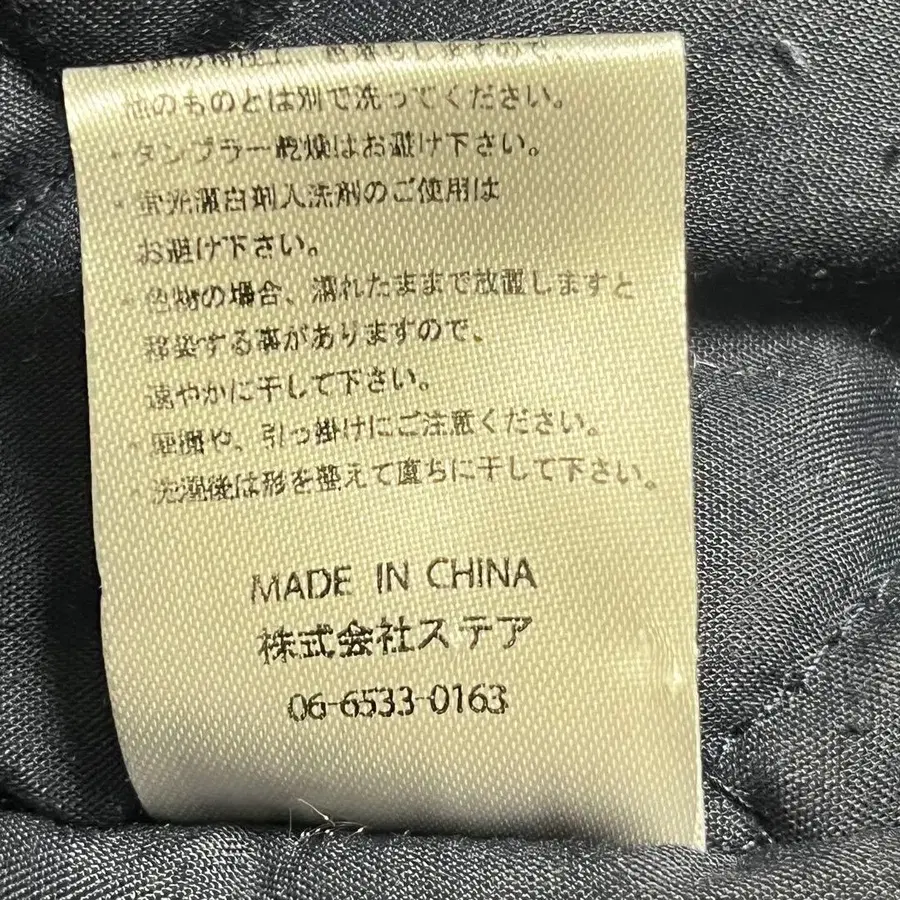 他のものとは別で洗ってください。
・タンブラー乾燥はお避け下さい。
・蛍光漂白剤入洗剤のご使用は
お避け下さい。
・色物の場合、濡れたままで放置しますと
移染する事がありますので、
速やかに干して下さい。
・摩擦や、引っ掛けにご注意ください。
・洗濯後は形を整えて直ちに干して下さい。
MADE IN CHINA
株式会社ステア
06-6533-0163